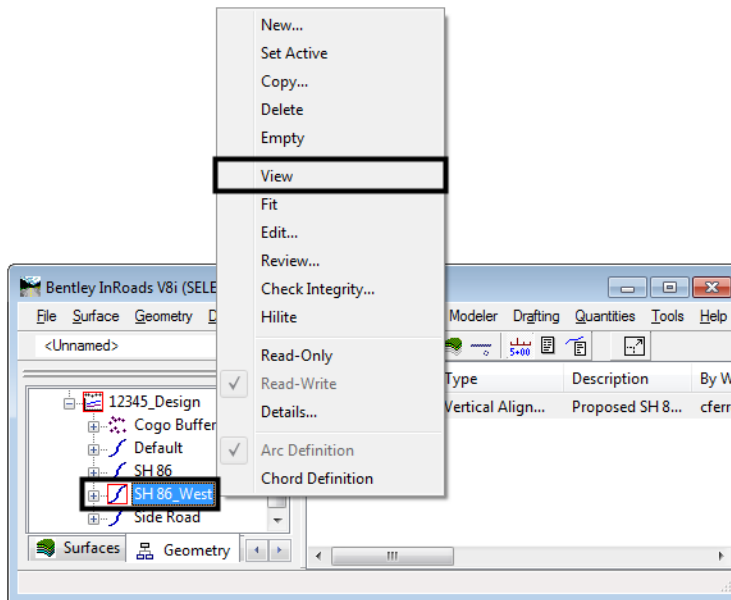 New...
Set Active
Copy...
Delete
Empty
View
Fit
Edit...
Review...
Check Integrity...
Hilite
Read-Only
Read-Write
Details...
Arc Definition
Chord Definition
Bentley InRoads V8i (SELE
File Surface Geometry D Modeler Drafting Quantities Tools Help
<Unnamed> 5+00
Type Description By W
Vertical Align... Proposed SH 8... cferr
12345_Design
Cogo Buffer
Default
SH 86
SH 86_West
Side Road
Surfaces Geometry